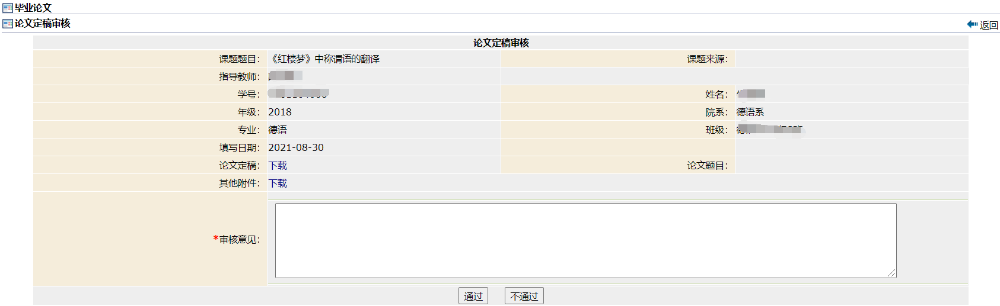 毕业论文
论文定稿审核
返回
论文定稿审核
课题题目： 《红楼梦》中称谓语的翻译 课题来源：
指导教师：
学号： 姓名：
年级： 2018 院系： 德语系
专业： 德语 班级：
填写日期： 2021-08-30
论文定稿： 下载 论文题目：
其他附件： 下载
*审核意见：
通过 不通过